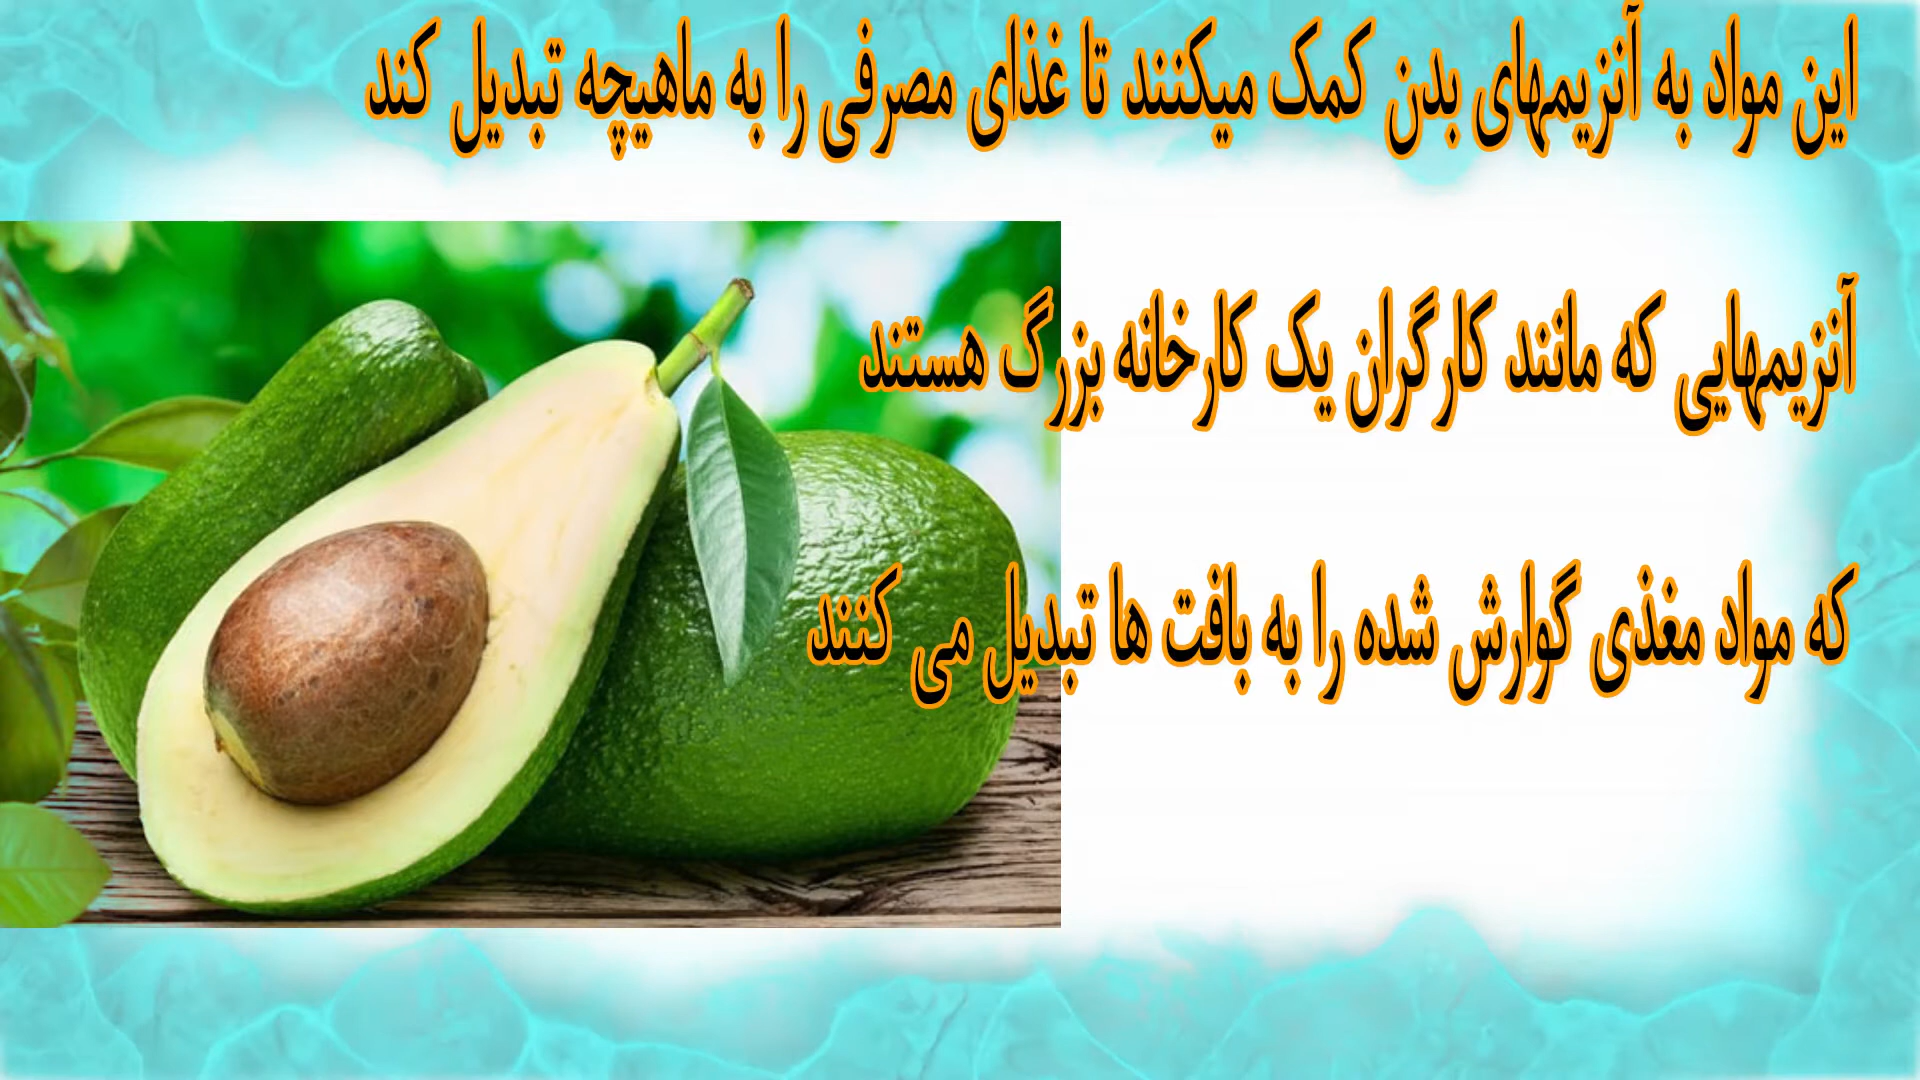 این مواد به آنزیمهای بدن کمک میکنند تا غذای مصرفی را به ماهیچه تبدیل کند
آنزیمهایی که مانند کارگران یک کارخانه بزرگ هستند
که مواد مغذی گوارش شده را به بافت ها تبدیل می کنند